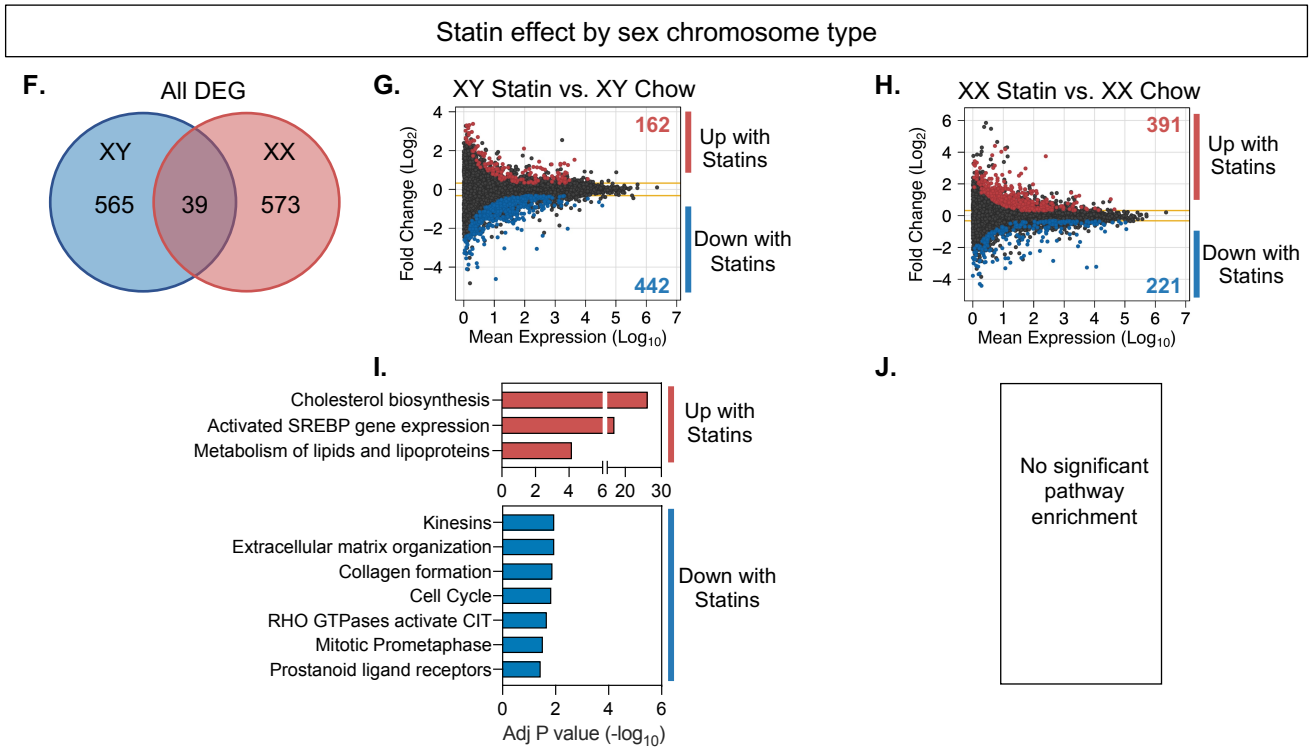 Statin effect by sex chromosome type
F.
All DEG
XY
XX
565
39
573
G.
XY Statin vs. XY Chow
Fold Change (Log2)
4
2
0
−2
−4
162
442
Up with
Statins
Down with
Statins
0 1 2 3 4 5 6 7
Mean Expression (Log10)
H.
XX Statin vs. XX Chow
Fold Change (Log2)
6
4
2
0
−2
−4
391
221
Up with
Statins
Down with
Statins
0 1 2 3 4 5 6 7
Mean Expression (Log10)
I.
Cholesterol biosynthesis
Activated SREBP gene expression
Metabolism of lipids and lipoproteins
0 2 4 6 20 30
Up with
Statins
Kinesins
Extracellular matrix organization
Collagen formation
Cell Cycle
RHO GTPases activate CIT
Mitotic Prometaphase
Prostanoid ligand receptors
Down with
Statins
0 2 4 6
Adj P value (-log10)
J.
No significant
pathway
enrichment